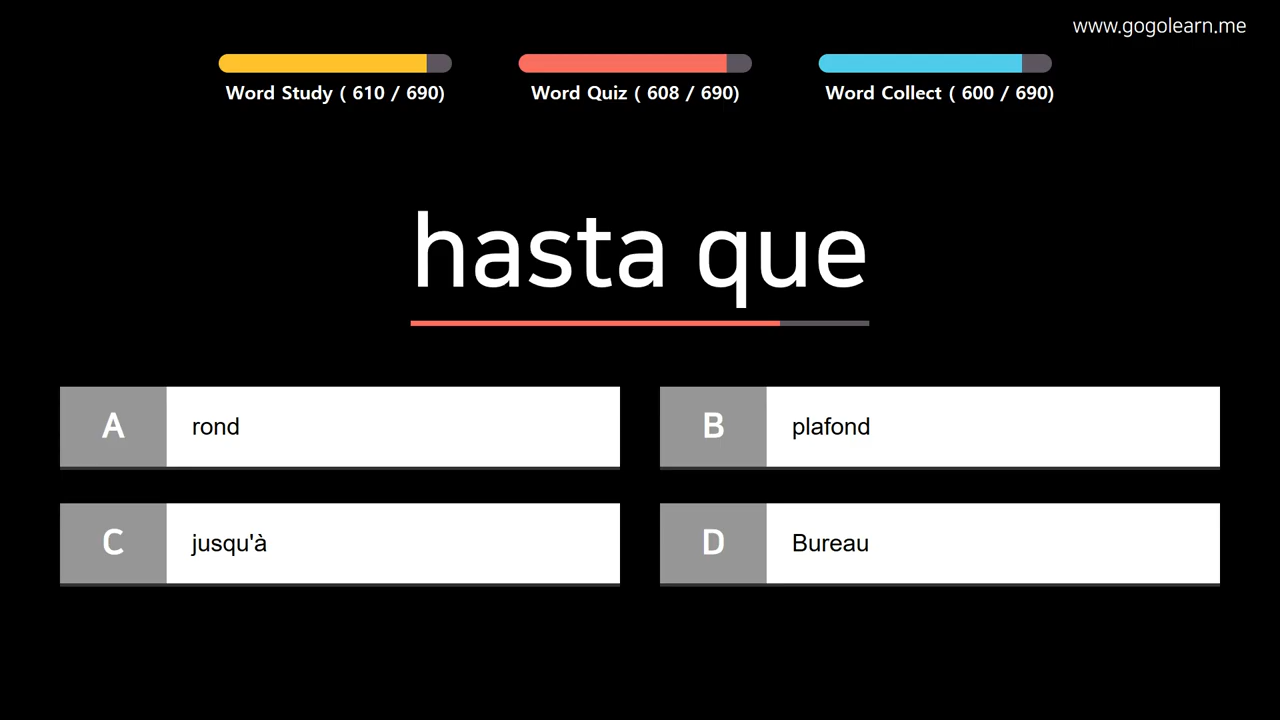 www.gogolearn.me
Word Study ( 610 / 690)
Word Quiz ( 608 / 690)
Word Collect ( 600 / 690)
hasta que
A
rond
B
plafond
C
jusqu'à
D
Bureau